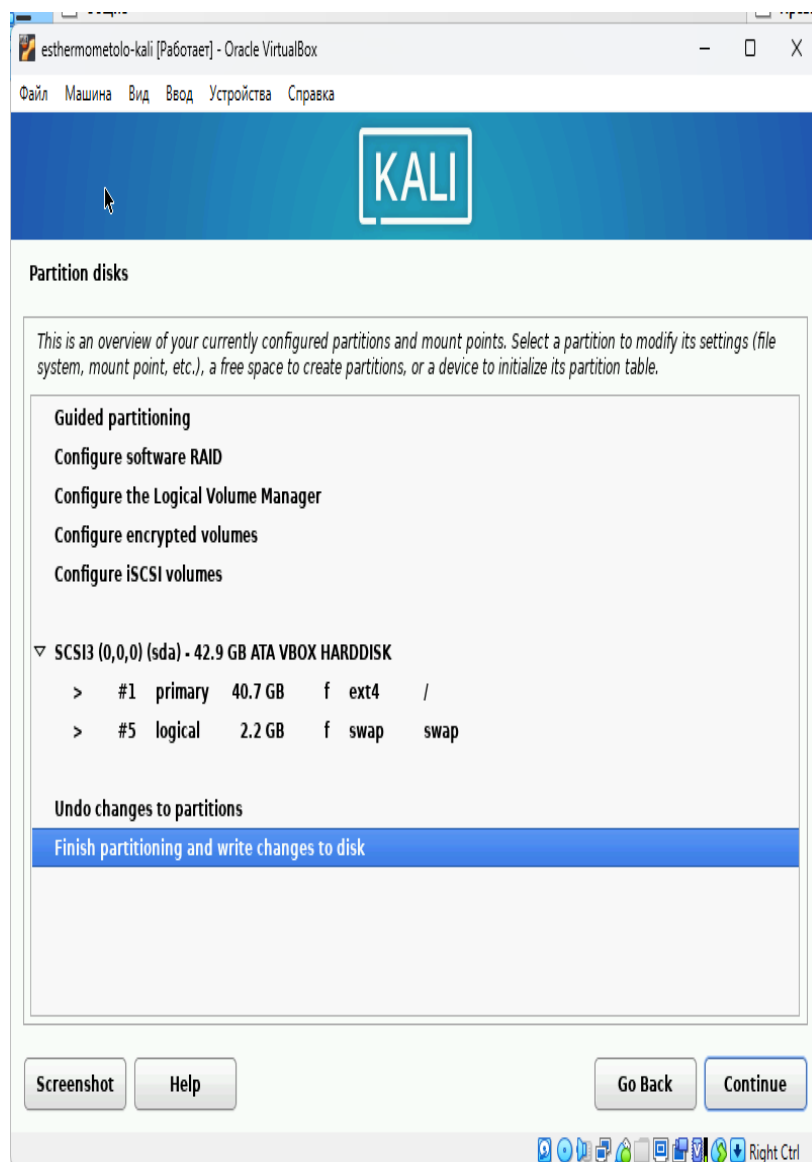 esthermometolo-kali [Работает] - Oracle VirtualBox
Файл Машина Вид Ввод Устройства Справка
KALI
Partition disks
This is an overview of your currently configured partitions and mount points. Select a partition to modify its settings (file
system, mount point, etc.), a free space to create partitions, or a device to initialize its partition table.
Guided partitioning
Configure software RAID
Configure the Logical Volume Manager
Configure encrypted volumes
Configure iSCSI volumes
SCSI3 (0,0,0) (sda) - 42.9 GB ATA VBOX HARDDISK
> #1 primary 40.7 GB f ext4 /
> #5 logical 2.2 GB f swap swap
Undo changes to partitions
Finish partitioning and write changes to disk
Screenshot Help Go Back Continue
Right Ctrl